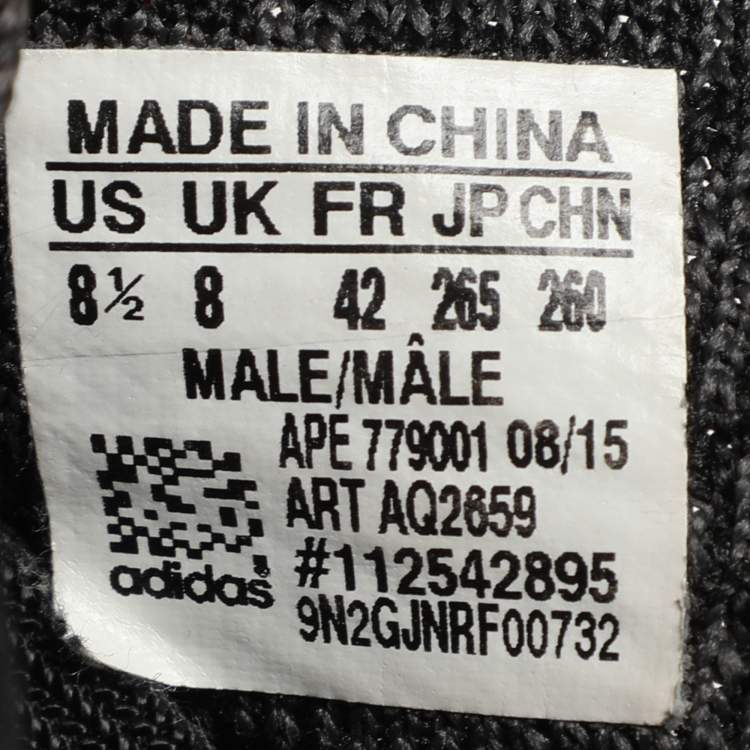 MADE IN CHINA
US UK FR JP CHN
8½ 8 42 265 260
MALE/MÂLE
APE 779001 08/15
ART AQ2659
#112542895
adidas®
9N2GJNRF00732